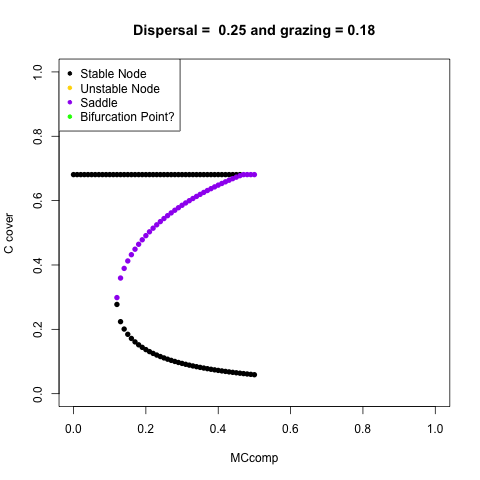 Dispersal =  0.25 and grazing = 0.18
Stable Node
Unstable Node
Saddle
Bifurcation Point?
C cover
1.0
0.8
0.6
0.4
0.2
0.0
0.0 0.2 0.4 0.6 0.8 1.0
MCcomp